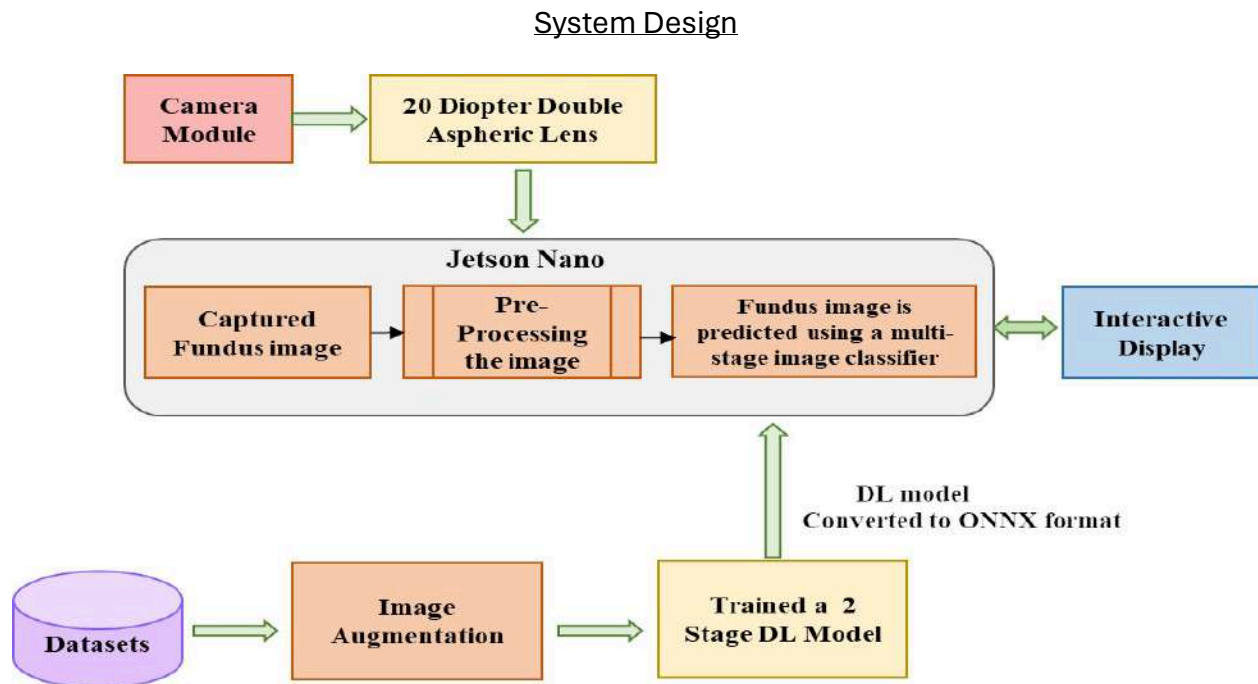 System Design
Camera
Module
20 Diopter Double
Aspheric Lens
Jetson Nano
Captured
Fundus image
Pre-
Processing
the image
Fundus image is
predicted using a multi-
stage image classifier
Interactive
Display
DL model
Converted to ONNX format
Datasets
Image
Augmentation
Trained a 2
Stage DL Model